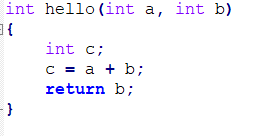 int hello(int a, int b)
{
    int c;
    c = a + b;
    return b;
}